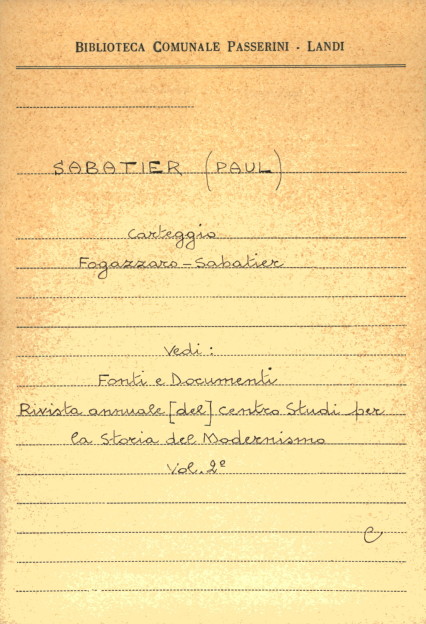 BIBLIOTECA COMUNALE PASSERINI - LANDI
SABATIER (PAUL)
Carteggio
Fogazzaro-Sabatier
Vedi:
Fonti e Documenti
Rivista annuale [del] Centro Studi per
la Storia del Modernismo
Vol. 2º
C